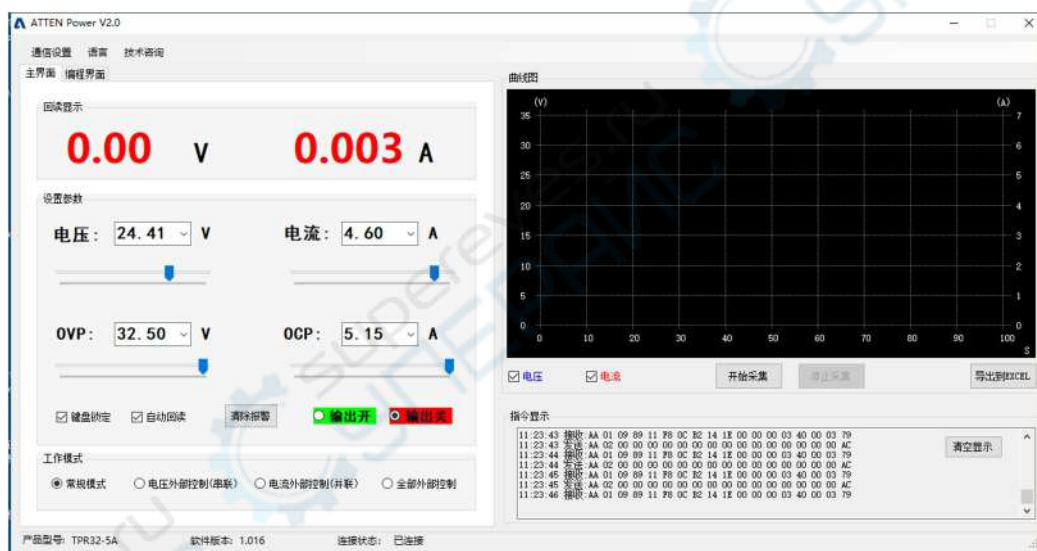 ATTEN Power V2.0
通信设置 语言 技术咨询
主界面 编程界面
回读显示
0.00 V 0.003 A
设置参数
电压: 24.41 V 电流: 4.60 A
OVP: 32.50 V OCP: 5.15 A
键盘锁定 自动回读 清除报警 输出开 输出关
工作模式
常规模式 电压外部控制(串联) 电流外部控制(并联) 全部外部控制
曲线图
(V) (A)
35 7
30 6
25 5
20 4
15 3
10 2
5 1
0 0
0 10 20 30 40 50 60 70 80 90 100
S
电压 电流 开始采集 停止采集 导出到EXCEL
指令显示
11:23:43 接收:AA 01 09 89 11 F8 0C B2 14 1E 00 00 00 03 40 00 03 79
11:23:43 发送:AA 02 00 00 00 00 00 00 00 00 00 00 00 00 00 00 00 00 AC
11:23:44 接收:AA 01 09 89 11 F8 0C B2 14 1E 00 00 00 03 40 00 03 79
11:23:44 发送:AA 02 00 00 00 00 00 00 00 00 00 00 00 00 00 00 00 00 AC
11:23:45 接收:AA 01 09 89 11 F8 0C B2 14 1E 00 00 00 03 40 00 03 79
11:23:45 发送:AA 02 00 00 00 00 00 00 00 00 00 00 00 00 00 00 00 00 AC
11:23:46 接收:AA 01 09 89 11 F8 0C B2 14 1E 00 00 00 03 40 00 03 79
清空显示
产品型号: TPR32-5A 软件版本: 1.016 连接状态: 已连接
supereyes.ru
СУПЕРАЙС